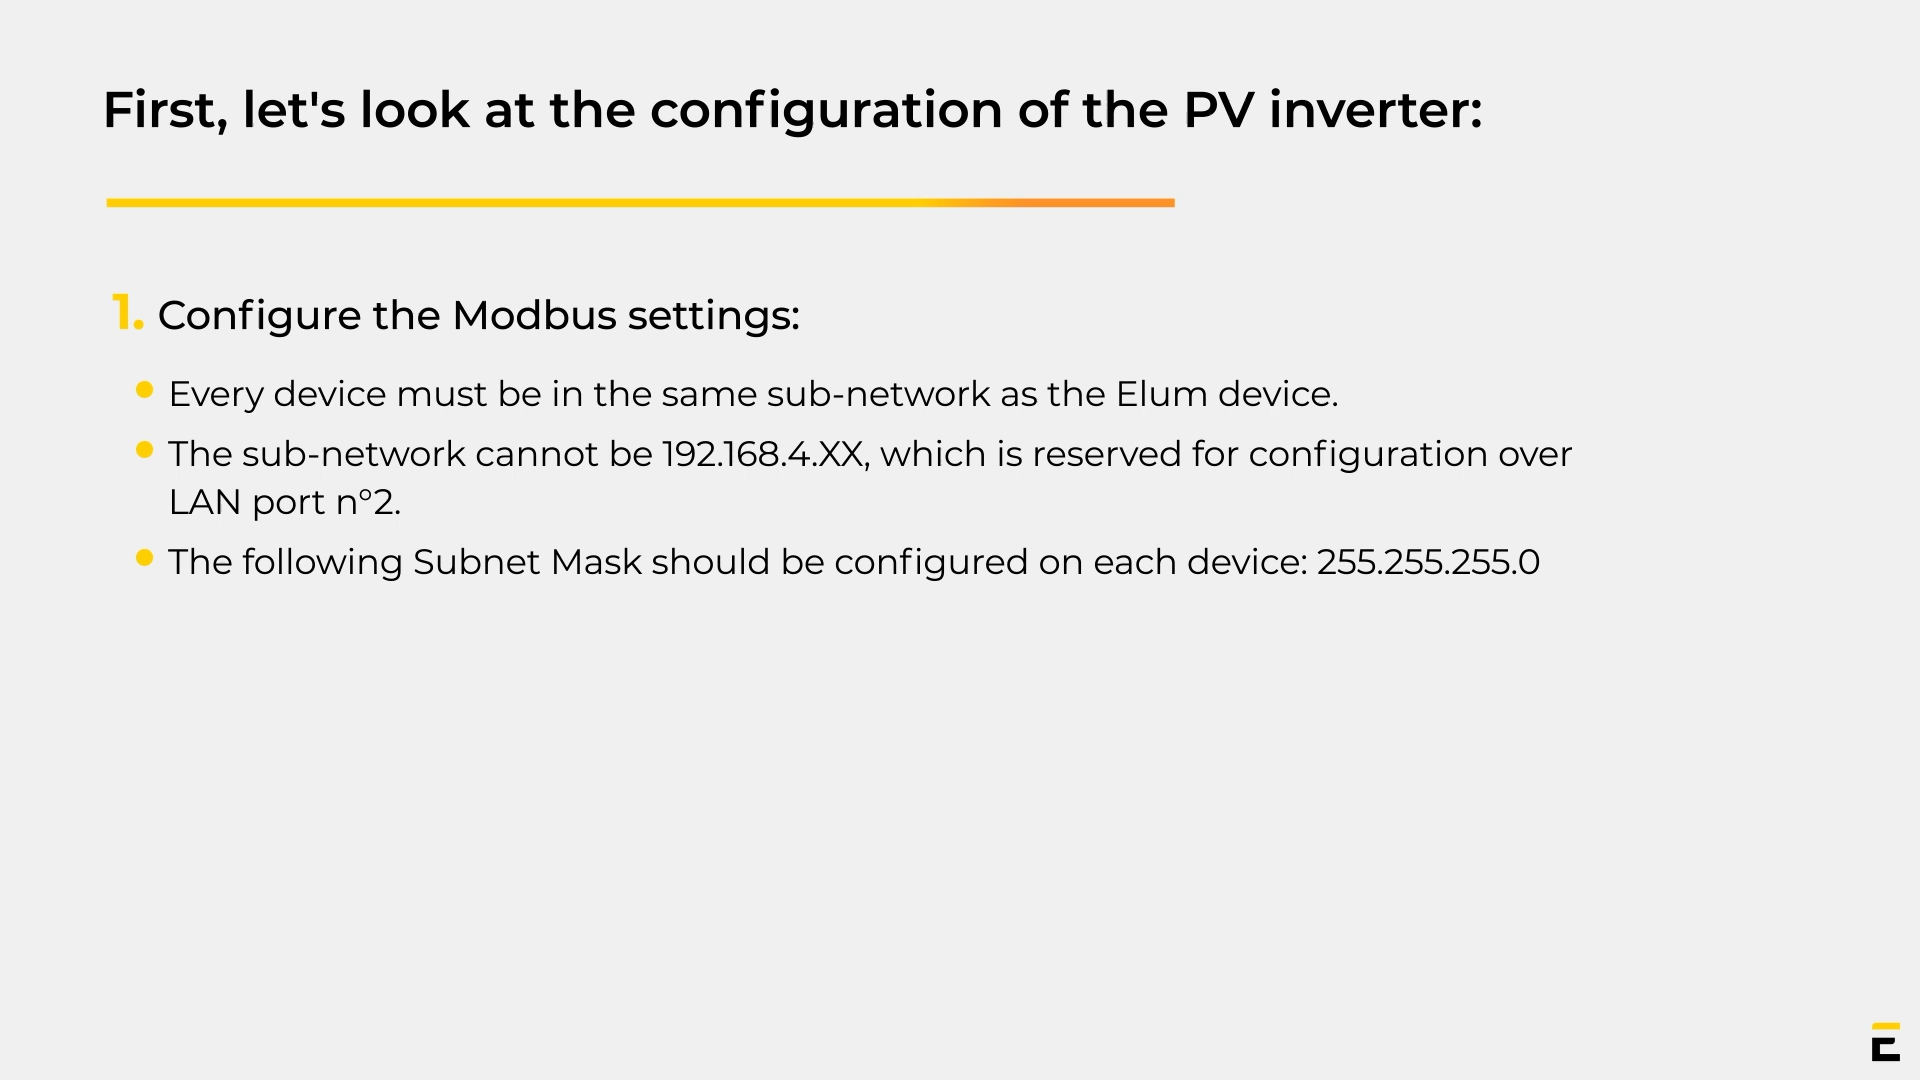 First, let's look at the configuration of the PV inverter:
1. Configure the Modbus settings:
Every device must be in the same sub-network as the Elum device.
The sub-network cannot be 192.168.4.XX, which is reserved for configuration over
LAN port n°2.
The following Subnet Mask should be configured on each device: 255.255.255.0
E